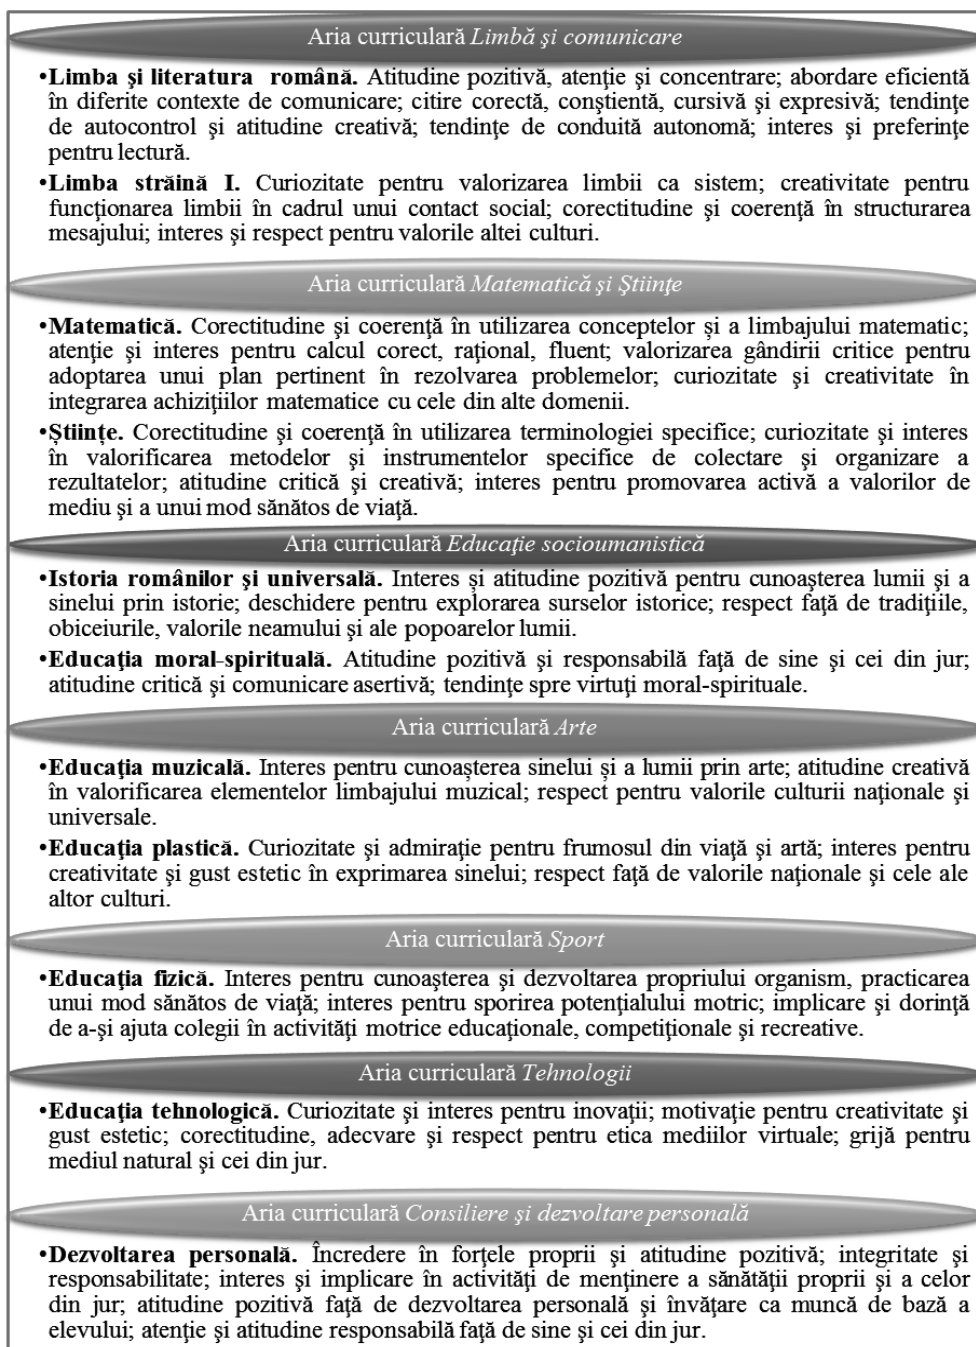 Aria curriculară Limbă şi comunicare
•Limba şi literatura română. Atitudine pozitivă, atenţie şi concentrare; abordare eficientă
în diferite contexte de comunicare; citire corectă, conştientă, cursivă şi expresivă; tendinţe
de autocontrol şi atitudine creativă; tendinţe de conduită autonomă; interes şi preferinţe
pentru lectură.
•Limba străină I. Curiozitate pentru valorizarea limbii ca sistem; creativitate pentru
funcţionarea limbii în cadrul unui contact social; corectitudine şi coerenţă în structurarea
mesajului; interes şi respect pentru valorile altei culturi.
Aria curriculară Matematică şi Ştiinţe
•Matematică. Corectitudine şi coerenţă în utilizarea conceptelor și a limbajului matematic;
atenţie şi interes pentru calcul corect, raţional, fluent; valorizarea gândirii critice pentru
adoptarea unui plan pertinent în rezolvarea problemelor; curiozitate şi creativitate în
integrarea achiziţiilor matematice cu cele din alte domenii.
•Științe. Corectitudine şi coerenţă în utilizarea terminologiei specifice; curiozitate şi interes
în valorificarea metodelor şi instrumentelor specifice de colectare şi organizare a
rezultatelor; atitudine critică şi creativă; interes pentru promovarea activă a valorilor de
mediu şi a unui mod sănătos de viaţă.
Aria curriculară Educaţie socioumanistică
•Istoria românilor şi universală. Interes și atitudine pozitivă pentru cunoaşterea lumii şi a
sinelui prin istorie; deschidere pentru explorarea surselor istorice; respect faţă de tradiţiile,
obiceiurile, valorile neamului şi ale popoarelor lumii.
•Educaţia moral-spirituală. Atitudine pozitivă şi responsabilă faţă de sine şi cei din jur;
atitudine critică şi comunicare asertivă; tendinţe spre virtuţi moral-spirituale.
Aria curriculară Arte
•Educaţia muzicală. Interes pentru cunoașterea sinelui și a lumii prin arte; atitudine creativă
în valorificarea elementelor limbajului muzical; respect pentru valorile culturii naţionale şi
universale.
•Educaţia plastică. Curiozitate şi admiraţie pentru frumosul din viaţă şi artă; interes pentru
creativitate şi gust estetic în exprimarea sinelui; respect faţă de valorile naţionale şi cele ale
altor culturi.
Aria curriculară Sport
•Educaţia fizică. Interes pentru cunoaşterea şi dezvoltarea propriului organism, practicarea
unui mod sănătos de viaţă; interes pentru sporirea potenţialului motric; implicare şi dorinţă
de a-şi ajuta colegii în activităţi motrice educaţionale, competiţionale şi recreative.
Aria curriculară Tehnologii
•Educaţia tehnologică. Curiozitate şi interes pentru inovaţii; motivaţie pentru creativitate şi
gust estetic; corectitudine, adecvare şi respect pentru etica mediilor virtuale; grijă pentru
mediul natural şi cei din jur.
Aria curriculară Consiliere şi dezvoltare personală
•Dezvoltarea personală. Încredere în forţele proprii şi atitudine pozitivă; integritate şi
responsabilitate; interes şi implicare în activităţi de menţinere a sănătăţii proprii şi a celor
din jur; atitudine pozitivă faţă de dezvoltarea personală şi învăţare ca muncă de bază a
elevului; atenţie şi atitudine responsabilă faţă de sine şi cei din jur.